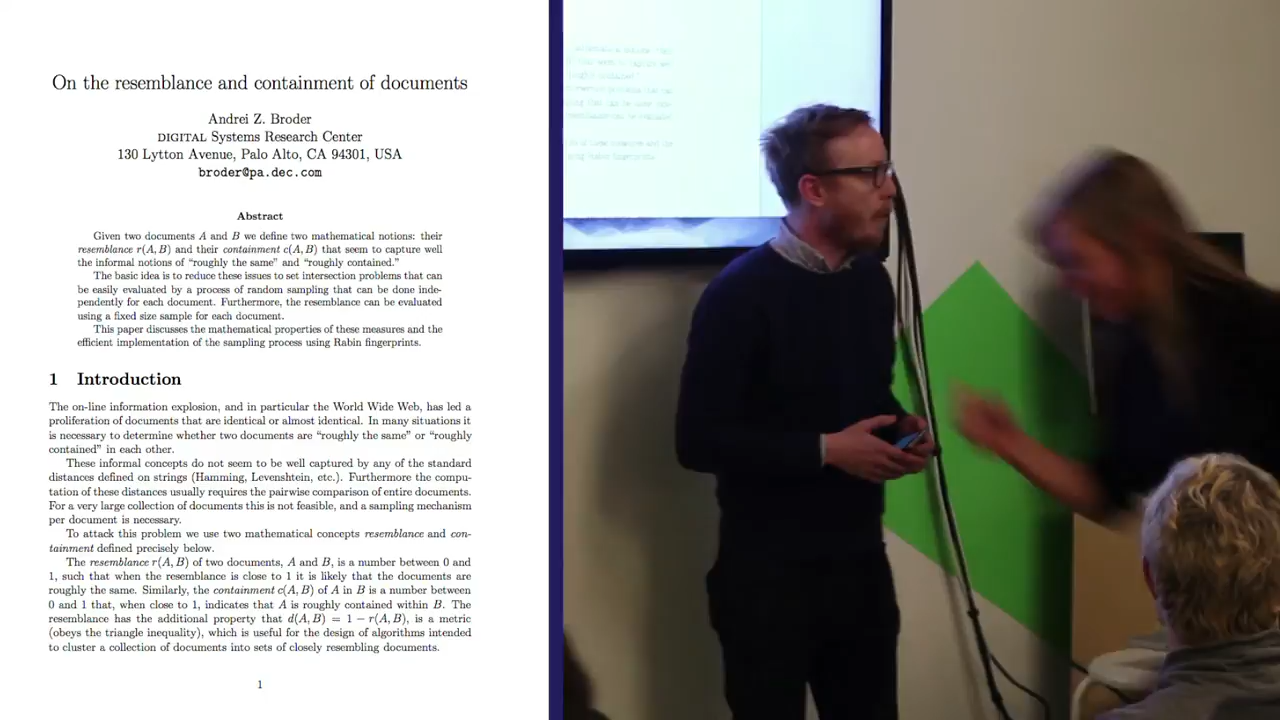 On the resemblance and containment of documents
Andrei Z. Broder
DIGITAL Systems Research Center
130 Lytton Avenue, Palo Alto, CA 94301, USA
broder@pa.dec.com
Abstract
Given two documents A and B we define two mathematical notions: their
resemblance r(A, B) and their containment c(A, B) that seem to capture well
the informal notions of “roughly the same” and “roughly contained.”
The basic idea is to reduce these issues to set intersection problems that can
be easily evaluated by a process of random sampling that can be done inde-
pendently for each document. Furthermore, the resemblance can be evaluated
using a fixed size sample for each document.
This paper discusses the mathematical properties of these measures and the
efficient implementation of the sampling process using Rabin fingerprints.
1 Introduction
The on-line information explosion, and in particular the World Wide Web, has led a
proliferation of documents that are identical or almost identical. In many situations it
is necessary to determine whether two documents are “roughly the same” or “roughly
contained” in each other.
These informal concepts do not seem to be well captured by any of the standard
distances defined on strings (Hamming, Levenshtein, etc.). Furthermore the compu-
tation of these distances usually requires the pairwise comparison of entire documents.
For a very large collection of documents this is not feasible, and a sampling mechanism
per document is necessary.
To attack this problem we use two mathematical concepts resemblance and con-
tainment defined precisely below.
The resemblance r(A, B) of two documents, A and B, is a number between 0 and
1, such that when the resemblance is close to 1 it is likely that the documents are
roughly the same. Similarly, the containment c(A, B) of A in B is a number between
0 and 1 that, when close to 1, indicates that A is roughly contained within B. The
resemblance has the additional property that d(A, B) = 1 − r(A, B), is a metric
(obeys the triangle inequality), which is useful for the design of algorithms intended
to cluster a collection of documents into sets of closely resembling documents.
1